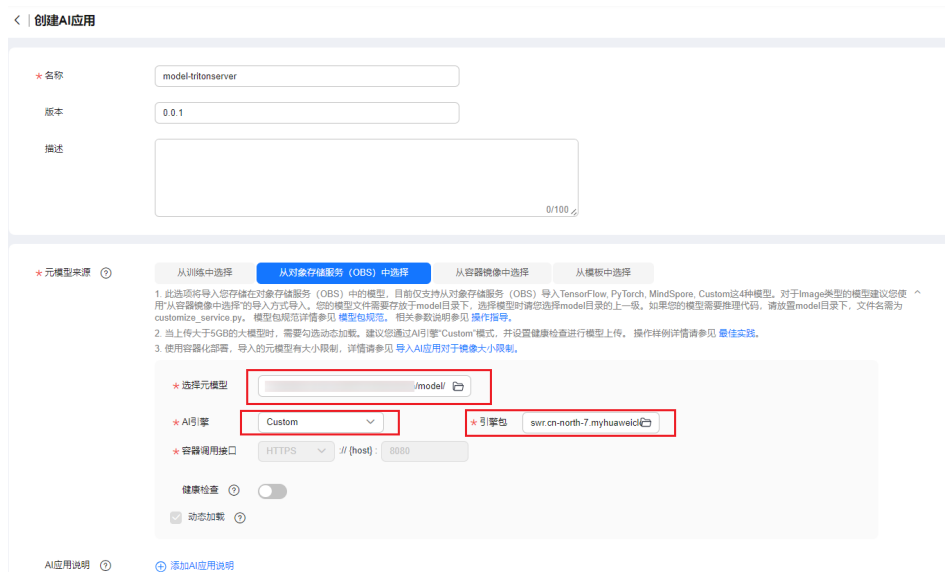 创建AI应用
* 名称 model-tritonserver
版本 0.0.1
描述
0/100
* 元模型来源 从训练中选择 从对象存储服务（OBS）中选择 从容器镜像中选择 从模板中选择
1. 此选项将导入您存储在对象存储服务（OBS）中的模型，目前仅支持从对象存储服务（OBS）导入TensorFlow, PyTorch, MindSpore, Custom这4种模型。对于Image类型的模型建议您使
用“从容器镜像中选择”的导入方式导入。您的模型文件需要存放于model目录下，选择模型时请您选择model目录的上一级。如果您的模型需要推理代码，请放置model目录下，文件名需为
customize_service.py。 模型包规范详情参见 模型包规范。 相关参数说明参见 操作指导。
2. 当上传大于5GB的大模型时，需要勾选动态加载。建议您通过AI引擎“Custom”模式，并设置健康检查进行模型上传。 操作样例详情请参见 最佳实践。
3. 使用容器化部署，导入的元模型有大小限制，详情请参见 导入AI应用对于镜像大小限制。
* 选择元模型 /model/
* AI引擎 Custom * 引擎包 swr.cn-north-7.myhuaweicl
* 容器调用接口 HTTPS :// {host} : 8080
健康检查
动态加载
AI应用说明 添加AI应用说明